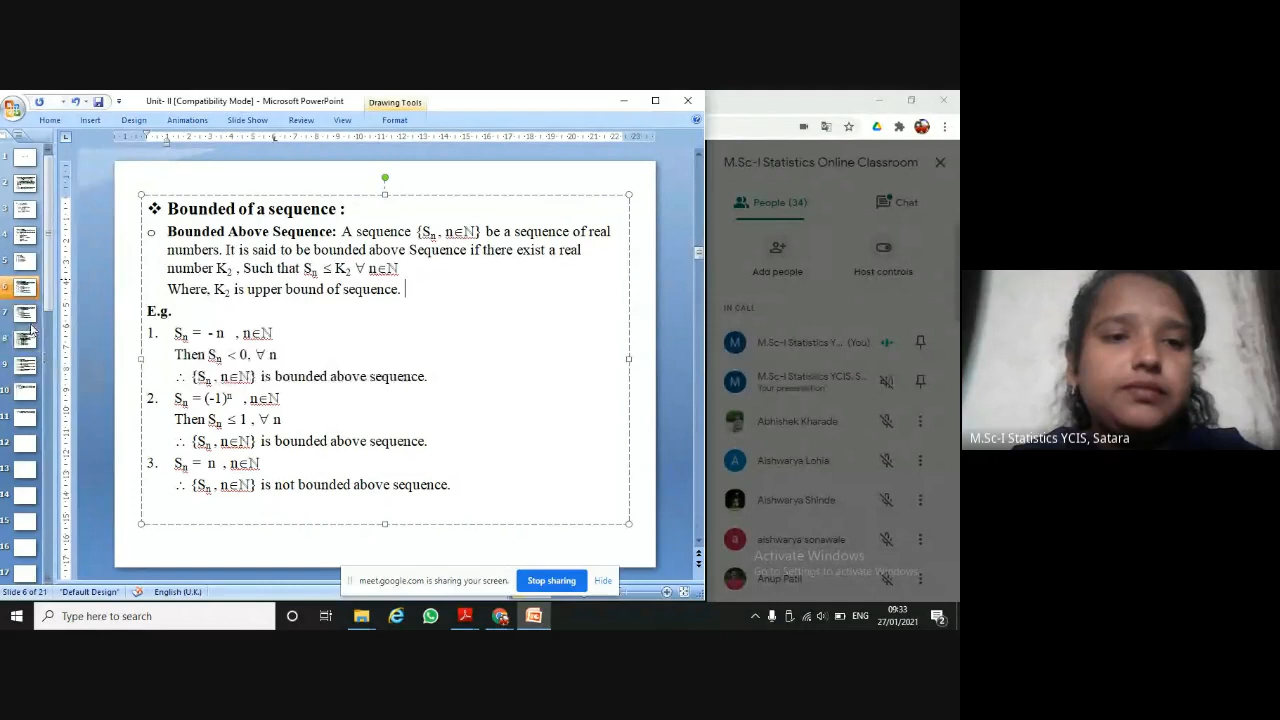 Unit- II [Compatibility Mode] - Microsoft PowerPoint
Drawing Tools
Home Insert Design Animations Slide Show Review View Format
❖ Bounded of a sequence :
○ Bounded Above Sequence: A sequence {Sn, n∈ℕ} be a sequence of real
numbers. It is said to be bounded above Sequence if there exist a real
number K2 , Such that Sn ≤ K2 ∀ n∈ℕ
Where, K2 is upper bound of sequence.
E.g.
1. Sn = - n , n∈ℕ
Then Sn < 0, ∀ n
∴ {Sn, n∈ℕ} is bounded above sequence.
2. Sn = (-1)ⁿ , n∈ℕ
Then Sn ≤ 1 , ∀ n
∴ {Sn, n∈ℕ} is bounded above sequence.
3. Sn = n , n∈ℕ
∴ {Sn, n∈ℕ} is not bounded above sequence.
meet.google.com is sharing your screen.
Stop sharing
Hide
Slide 6 of 21
"Default Design"
English (U.K.)
Type here to search
M.Sc-I Statistics Online Classroom
People (34)
Chat
Add people
Host controls
IN CALL
M.Sc-I Statistics Y... (You)
M.Sc-I Statistics YCIS, S...
Your presentation
Abhishek Kharade
Aishwarya Lohia
Aishwarya Shinde
aishwarya sonawale
Anup Patil
Activate Windows
Go to Settings to activate Windows.
ENG
09:33
27/01/2021
M.Sc-I Statistics YCIS, Satara